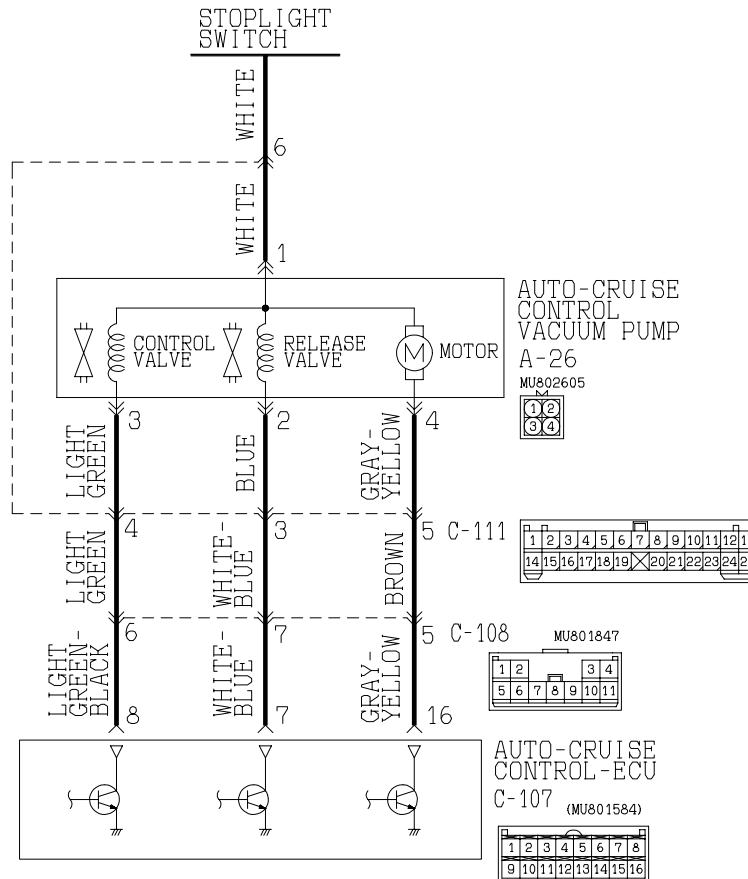 STOPLIGHT
SWITCH
WHITE
6
WHITE
1
CONTROL
VALVE
RELEASE
VALVE
M
MOTOR
AUTO-CRUISE
CONTROL
VACUUM PUMP
A-26
MU802605
1 2
3 4
3
2
4
LIGHT
GREEN
BLUE
GRAY-
YELLOW
4
3
5
C-111
1 2 3 4 5 6 7 8 9 10 11 12
14 15 16 17 18 19 20 21 22 23 24
LIGHT
GREEN
WHITE-
BLUE
BROWN
6
7
5
C-108
MU801847
1 2 3 4
5 6 7 8 9 10 11
LIGHT
GREEN-
BLACK
WHITE-
BLUE
GRAY-
YELLOW
8
7
16
AUTO-CRUISE
CONTROL-ECU
C-107
(MU801584)
1 2 3 4 5 6 7 8
9 10 11 12 13 14 15 16